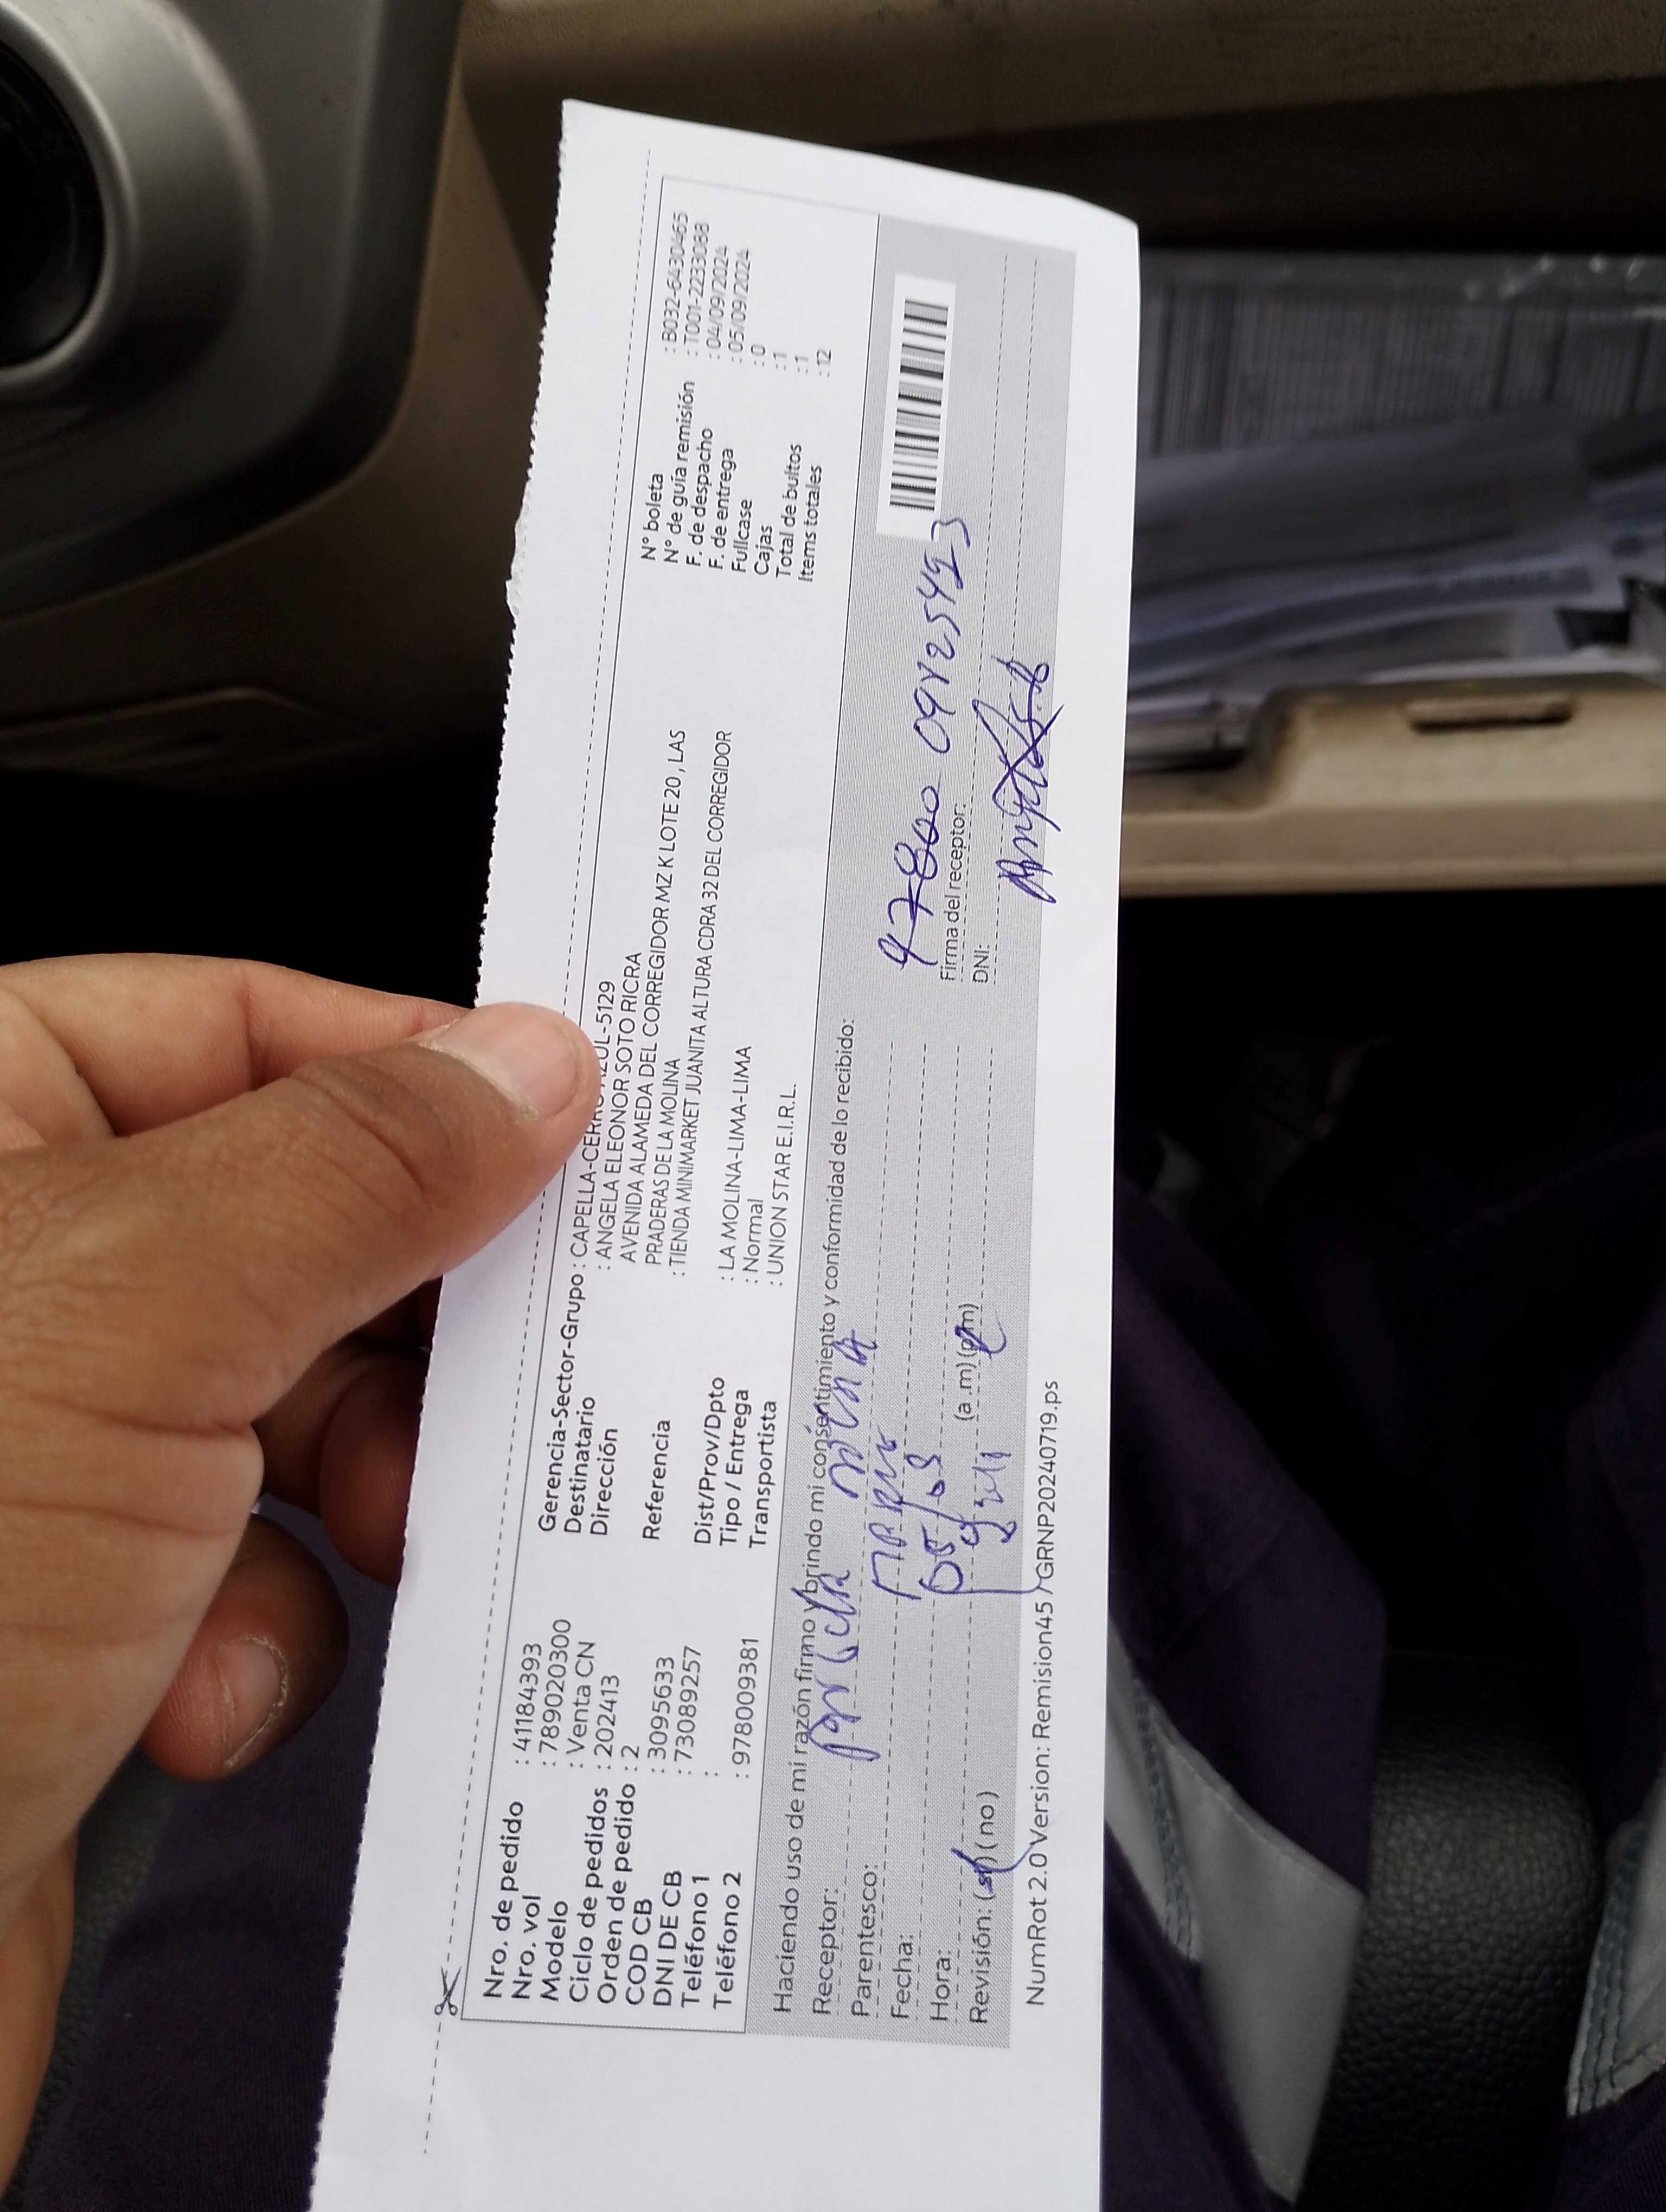 Nro. de pedido : 41184393
Nro. vol : 789020300
Modelo : Venta CN
Ciclo de pedidos : 202413
Orden de pedido : 2
COD CB : 3095633
DNI DE CB : 73089257
Teléfono 1 :
Teléfono 2 : 978009381
Gerencia-Sector-Grupo : CAPELLA-CERRO AZUL-5129
Destinatario : ANGELA ELEONOR SOTO RICRA
Dirección AVENIDA ALAMEDA DEL CORREGIDOR MZ K LOTE 20 , LAS
PRADERAS DE LA MOLINA
Referencia : TIENDA MINIMARKET JUANITA ALTURA CDRA 32 DEL CORREGIDOR
Dist/Prov/Dpto : LA MOLINA-LIMA-LIMA
Tipo / Entrega : Normal
Transportista : UNION STAR E.I.R.L.
N° boleta : B032-6430465
N° de guía remisión : T001-2233088
F. de despacho : 04/09/2024
F. de entrega : 05/09/2024
Fullcase : 0
Cajas : 1
Total de bultos : 1
Items totales : 12
Haciendo uso de mi razón firmo y brindo mi consentimiento y conformidad de lo recibido:
Receptor:
Parentesco:
Fecha:
Hora: (a.m) (p.m)
Revisión: (si) (no)
Firma del receptor:
DNI:
NumRot 2.0 Version: Remision45 / GRNP20240719.ps